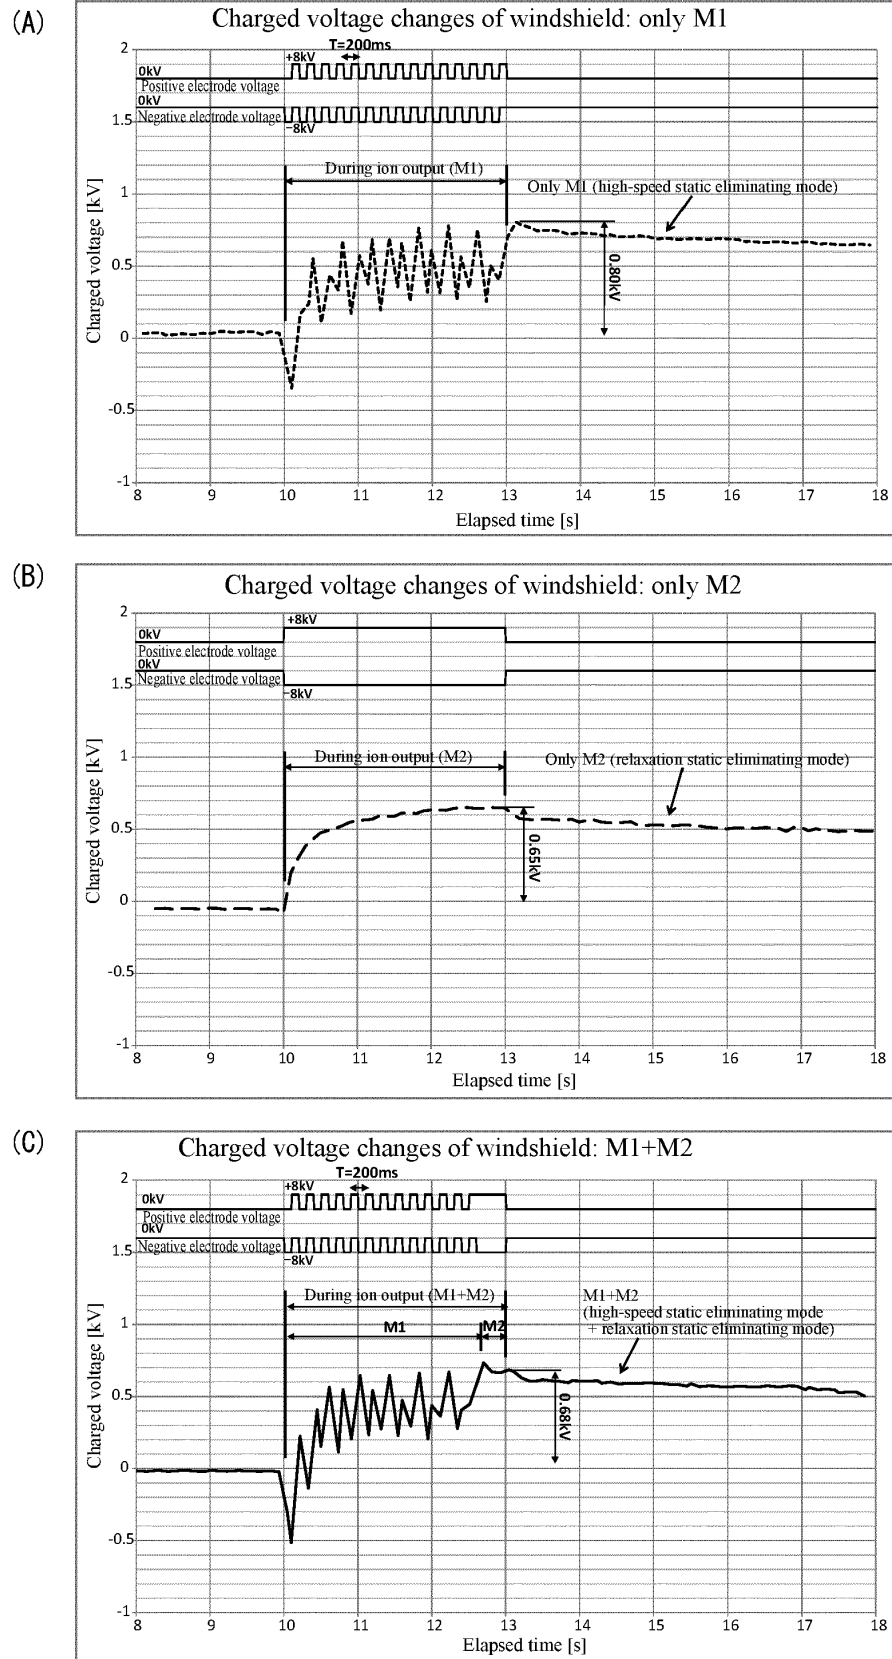 (A)
Charged voltage changes of windshield: only M1
T=200ms
2
+8kV
0kV
Positive electrode voltage
0kV
Negative electrode voltage
1.5
−8kV
During ion output (M1)
Only M1 (high-speed static eliminating mode)
1
0.5
0
-0.5
-1
0.80kV
Charged voltage [kV]
8 9 10 11 12 13 14 15 16 17 18
Elapsed time [s]
(B)
Charged voltage changes of windshield: only M2
2
+8kV
0kV
Positive electrode voltage
0kV
Negative electrode voltage
1.5
−8kV
During ion output (M2)
Only M2 (relaxation static eliminating mode)
1
0.5
0
-0.5
-1
0.65kV
Charged voltage [kV]
8 9 10 11 12 13 14 15 16 17 18
Elapsed time [s]
(C)
Charged voltage changes of windshield: M1+M2
T=200ms
2
+8kV
0kV
Positive electrode voltage
0kV
Negative electrode voltage
1.5
−8kV
During ion output (M1+M2)
M1+M2
(high-speed static eliminating mode
+ relaxation static eliminating mode)
M1
M2
1
0.5
0
-0.5
-1
0.68kV
Charged voltage [kV]
8 9 10 11 12 13 14 15 16 17 18
Elapsed time [s]